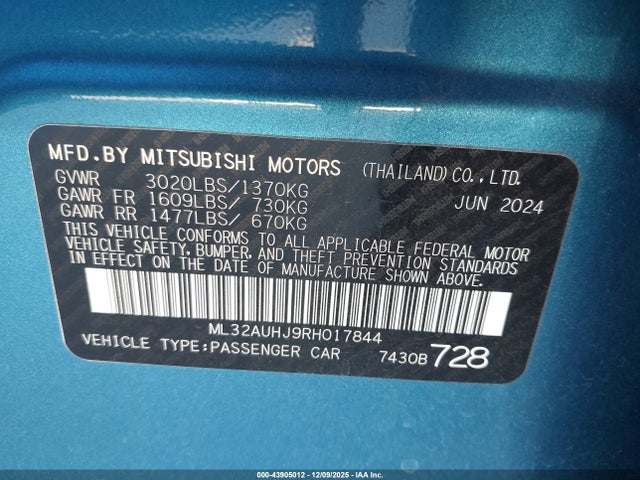 MFD.BY MITSUBISHI MOTORS (THAILAND) CO., LTD.
GVWR 3020LBS/1370KG
GAWR FR 1609LBS/ 730KG JUN 2024
GAWR RR 1477LBS/ 670KG
THIS VEHICLE CONFORMS TO ALL APPLICABLE FEDERAL MOTOR
VEHICLE SAFETY, BUMPER, AND THEFT PREVENTION STANDARDS
IN EFFECT ON THE DATE OF MANUFACTURE SHOWN ABOVE.
ML32AUHJ9RH017844
VEHICLE TYPE:PASSENGER CAR 7430B 728
000-43905012 - 12/09/2025 - IAA Inc.